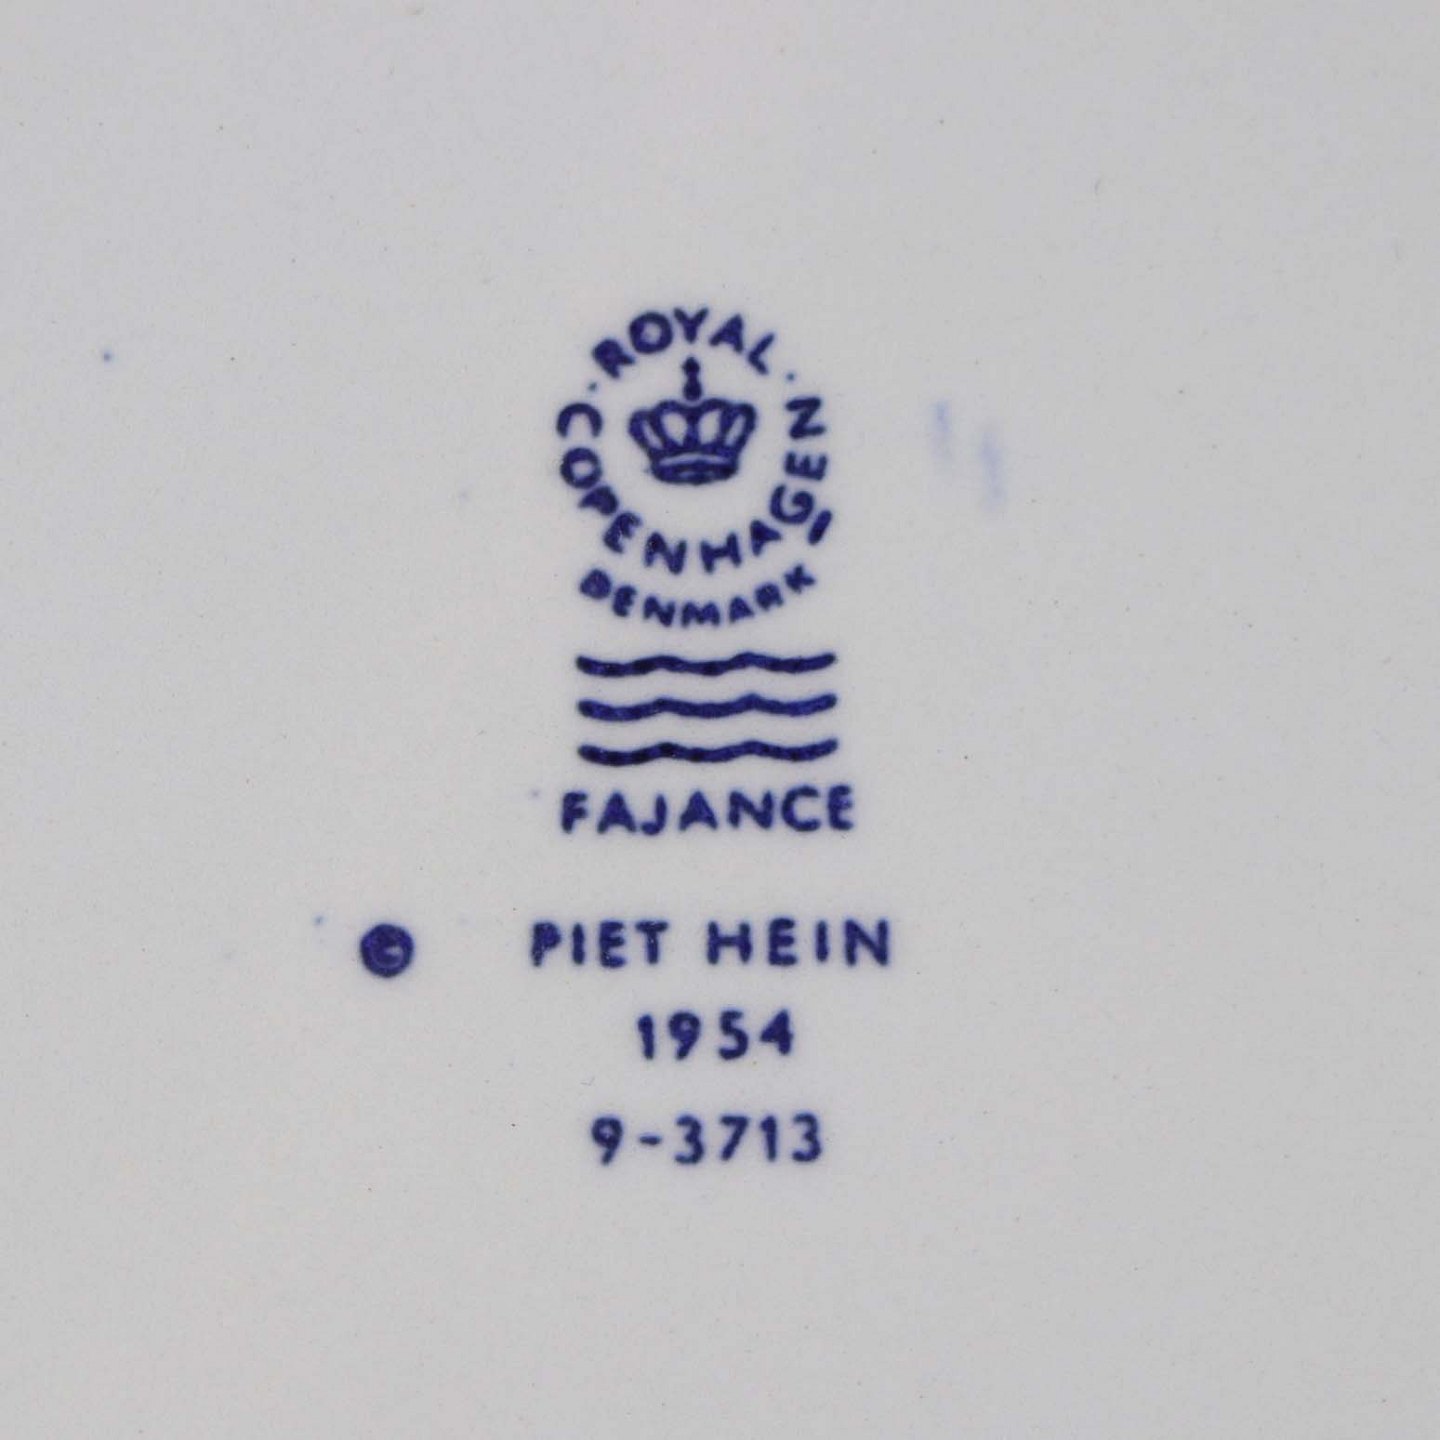 ROYAL
COPENHAGEN
DENMARK
FAJANCE
© PIET HEIN
1954
9-3713